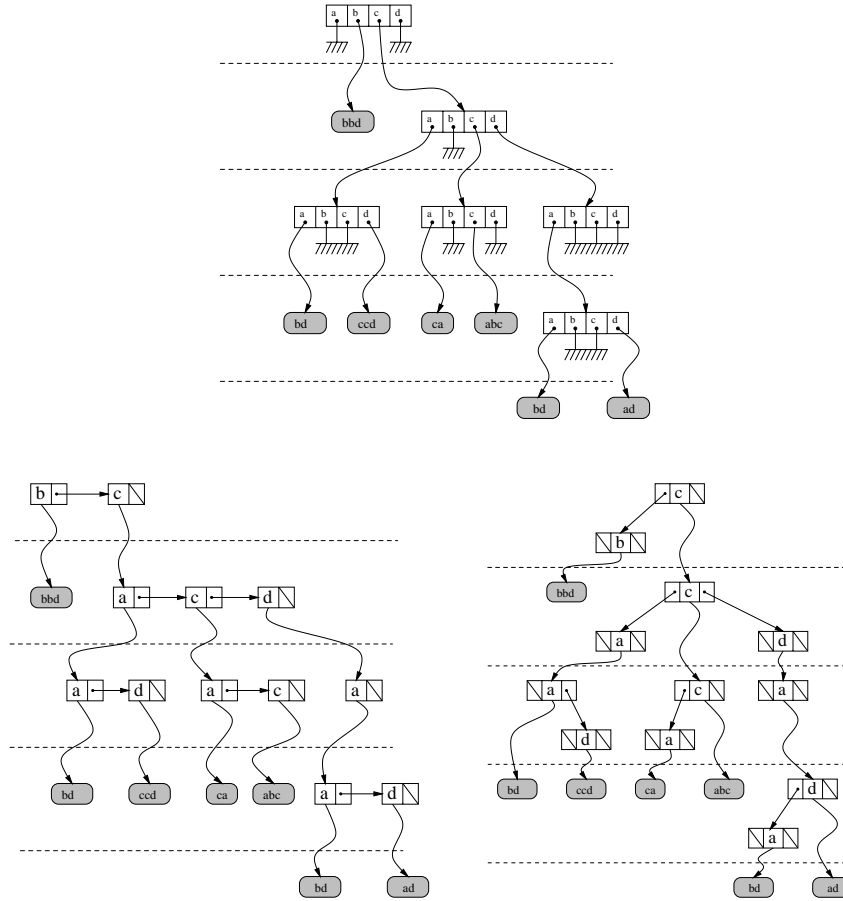 a b c d
bbd
a b c d
a b c d a b c d a b c d
bd ccd ca abc a b c d
bd ad
b c
bbd
a c d
a d a c a
bd ccd ca abc a d
bd ad
c
b
bbd
c
a d
a c a
d a
bd ccd ca abc
d
a
bd ad